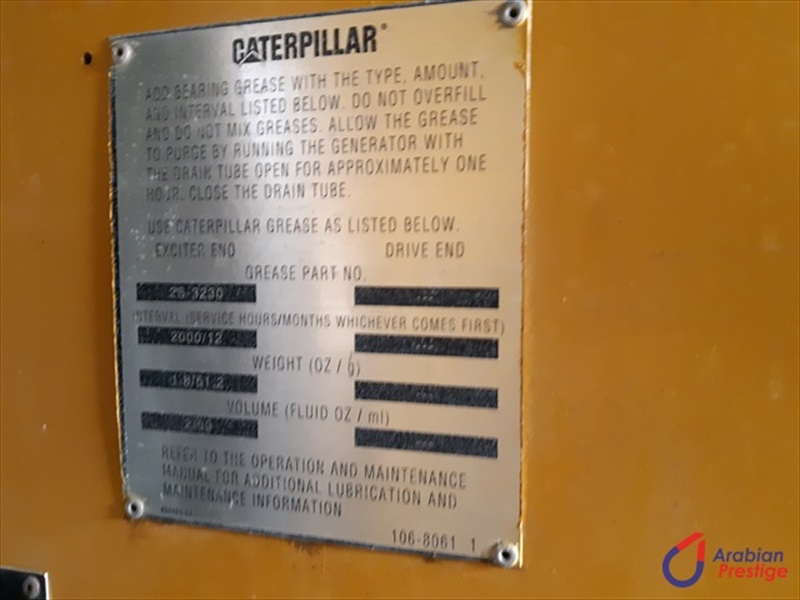 CATERPILLAR®
ADD BEARING GREASE WITH THE TYPE, AMOUNT,
AND INTERVAL LISTED BELOW. DO NOT OVERFILL
AND DO NOT MIX GREASES. ALLOW THE GREASE
TO PURGE BY RUNNING THE GENERATOR WITH
THE DRAIN TUBE OPEN FOR APPROXIMATELY ONE
HOUR. CLOSE THE DRAIN TUBE.
USE CATERPILLAR GREASE AS LISTED BELOW.
EXCITER END DRIVE END
GREASE PART NO.
2S-3230 ---
INTERVAL (SERVICE HOURS/MONTHS WHICHEVER COMES FIRST)
2000/12 ---
WEIGHT (OZ / g)
1.8/51.2 ---
VOLUME (FLUID OZ / ml)
---
REFER TO THE OPERATION AND MAINTENANCE
MANUAL FOR ADDITIONAL LUBRICATION AND
MAINTENANCE INFORMATION
106-8061 1
Arabian
Prestige